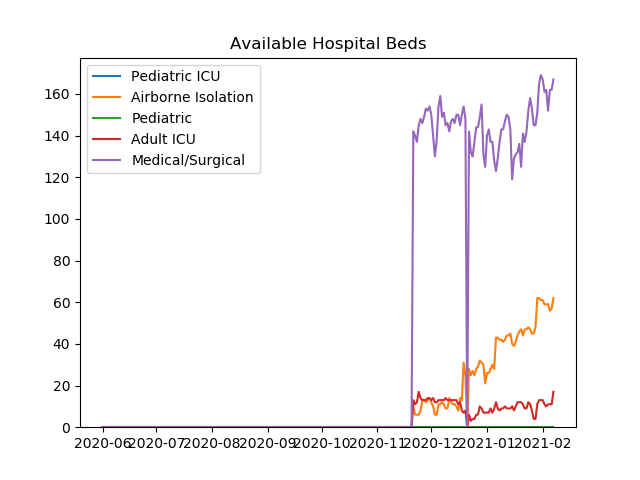 Available Hospital Beds
Pediatric ICU
Airborne Isolation
Pediatric
Adult ICU
Medical/Surgical
160
140
120
100
80
60
40
20
0
2020-06 2020-07 2020-08 2020-09 2020-10 2020-11 2020-12 2021-01 2021-02